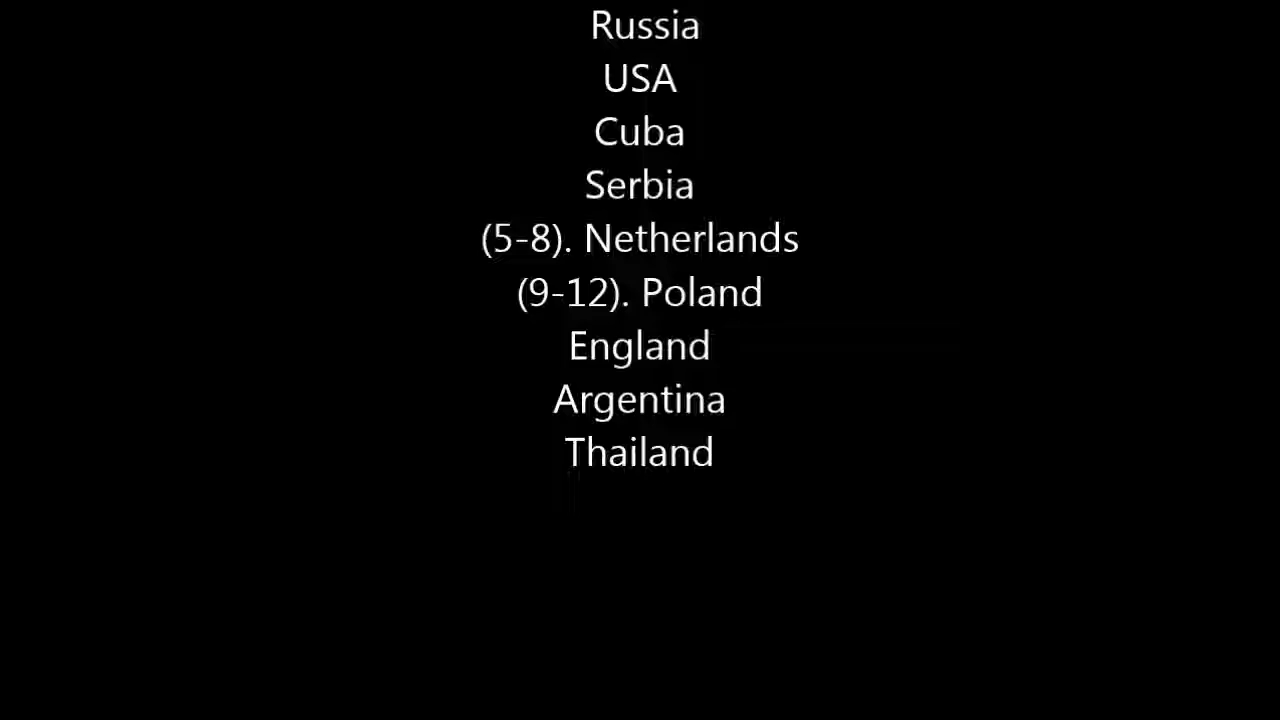 Russia
USA
Cuba
Serbia
(5-8). Netherlands
(9-12). Poland
England
Argentina
Thailand